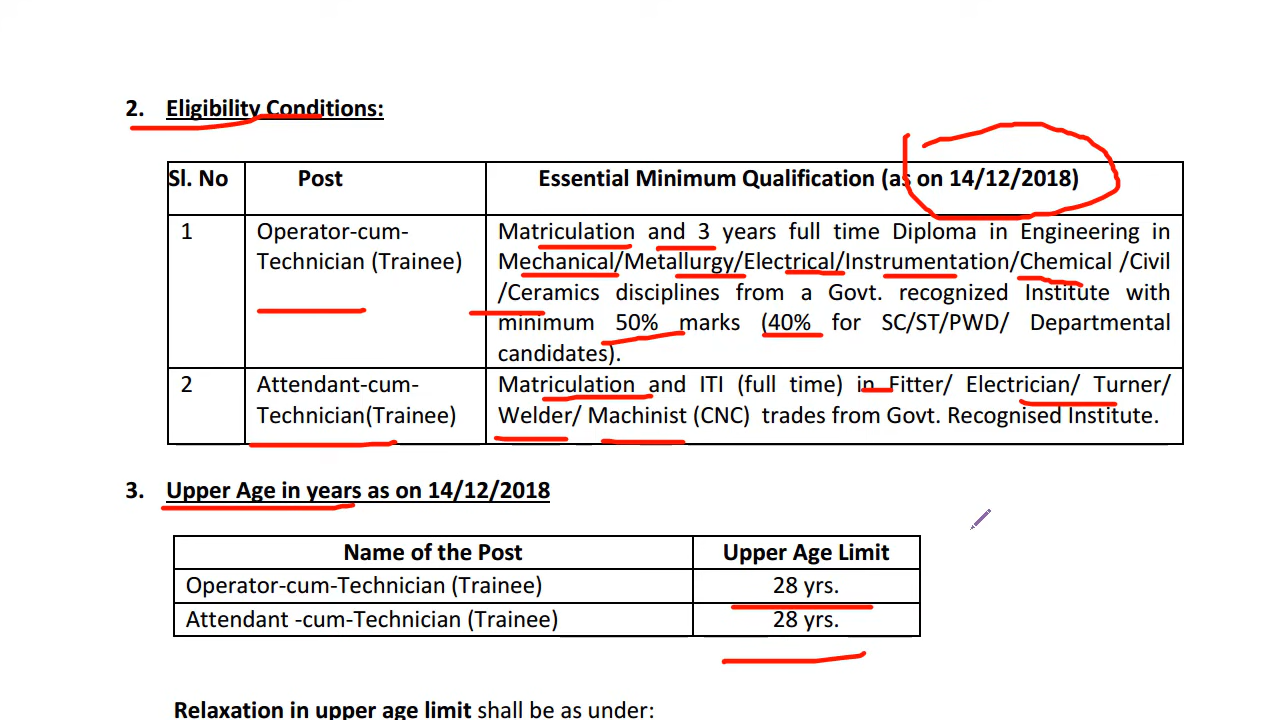 2. Eligibility Conditions:
Sl. No Post Essential Minimum Qualification (as on 14/12/2018)
1 Operator-cum- Matriculation and 3 years full time Diploma in Engineering in
Technician (Trainee) Mechanical/Metallurgy/Electrical/Instrumentation/Chemical /Civil
/Ceramics disciplines from a Govt. recognized Institute with
minimum 50% marks (40% for SC/ST/PWD/ Departmental
candidates).
2 Attendant-cum- Matriculation and ITI (full time) in Fitter/ Electrician/ Turner/
Technician(Trainee) Welder/ Machinist (CNC) trades from Govt. Recognised Institute.
3. Upper Age in years as on 14/12/2018
Name of the Post Upper Age Limit
Operator-cum-Technician (Trainee) 28 yrs.
Attendant -cum-Technician (Trainee) 28 yrs.
Relaxation in upper age limit shall be as under: